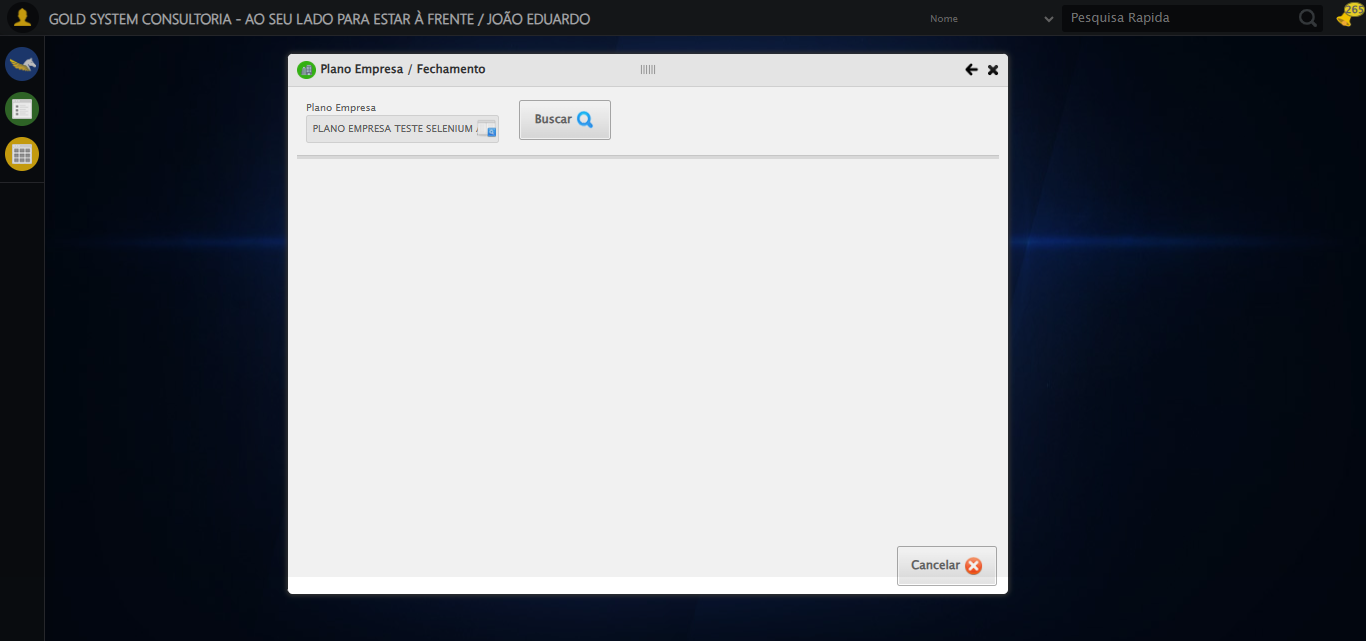 GOLD SYSTEM CONSULTORIA - AO SEU LADO PARA ESTAR À FRENTE / JOÃO EDUARDO
Nome
Pesquisa Rapida
265
Plano Empresa / Fechamento
Plano Empresa
PLANO EMPRESA TESTE SELENIUM
Buscar
Cancelar